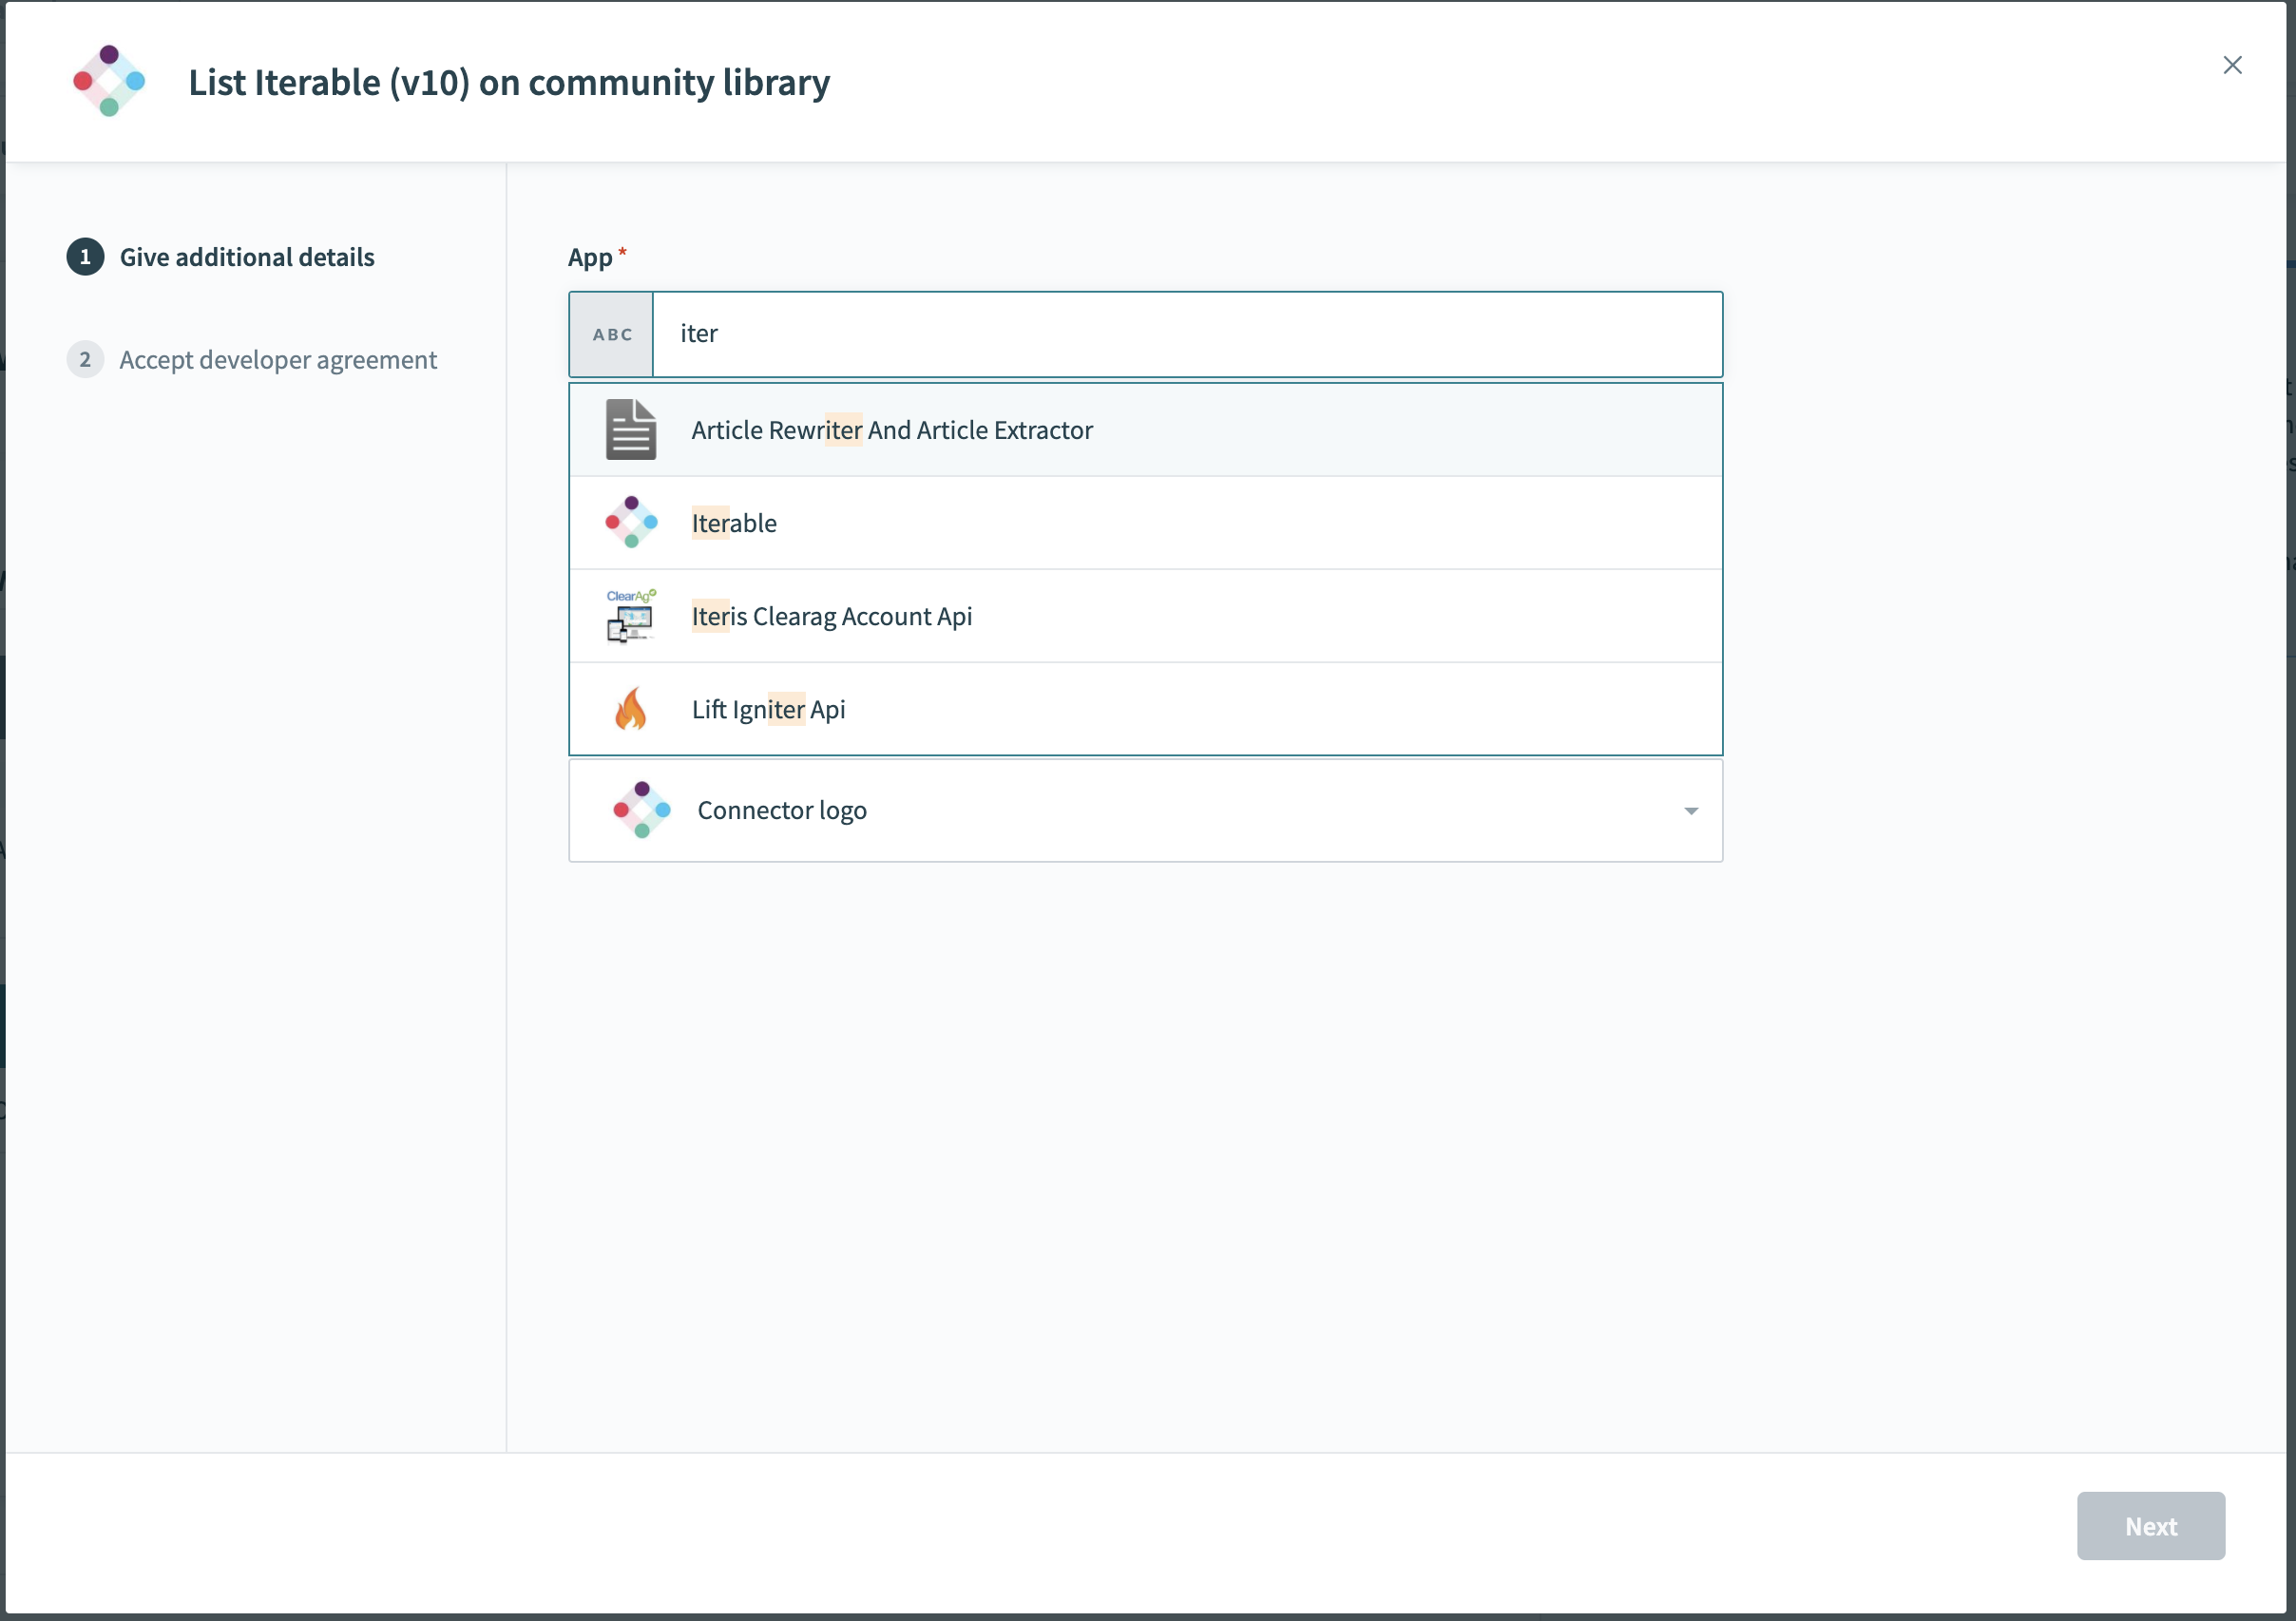 List Iterable (v10) on community library
1 Give additional details
2 Accept developer agreement
App *
ABC iter
Article Rewriter And Article Extractor
Iterable
ClearAg
Iteris Clearag Account Api
Lift Igniter Api
Connector logo
Next